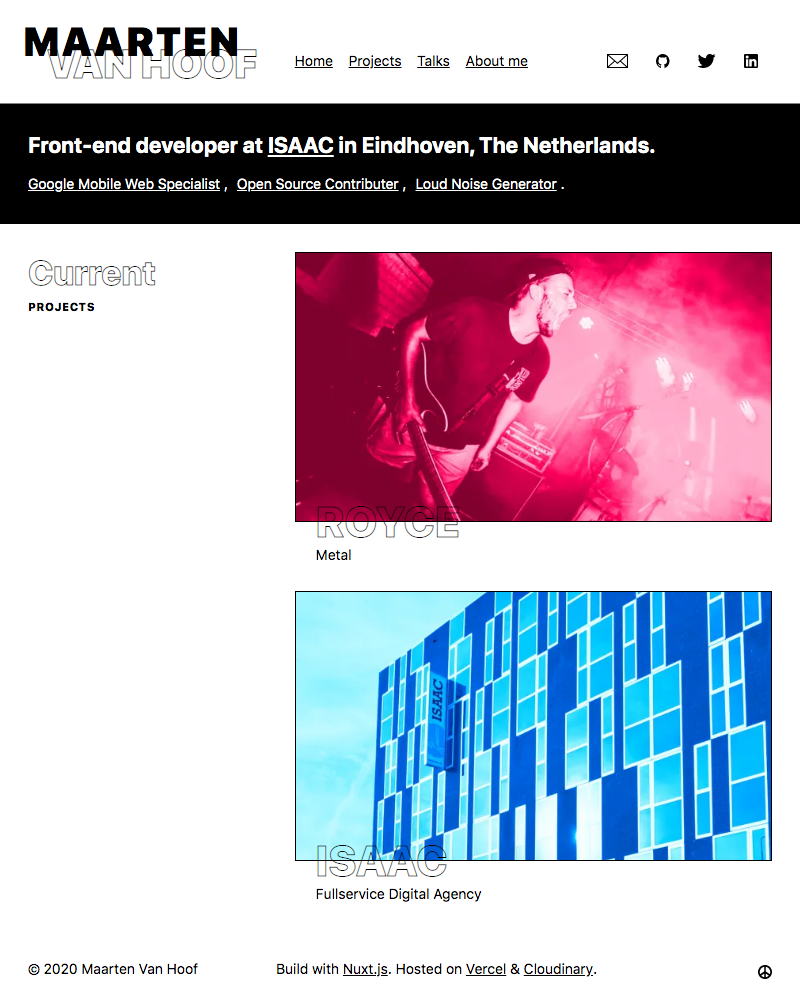 MAARTEN
VAN HOOF
Home Projects Talks About me
Front-end developer at ISAAC in Eindhoven, The Netherlands.
Google Mobile Web Specialist , Open Source Contributer , Loud Noise Generator .
Current
PROJECTS
ROYCE
Metal
ISAAC
ISAAC
Fullservice Digital Agency
© 2020 Maarten Van Hoof Build with Nuxt.js. Hosted on Vercel & Cloudinary.